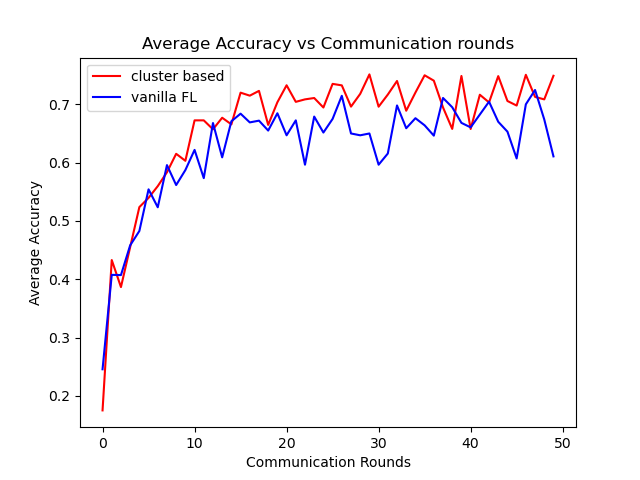 Average Accuracy vs Communication rounds
cluster based
vanilla FL
Average Accuracy
0.7
0.6
0.5
0.4
0.3
0.2
0
10
20
30
40
50
Communication Rounds